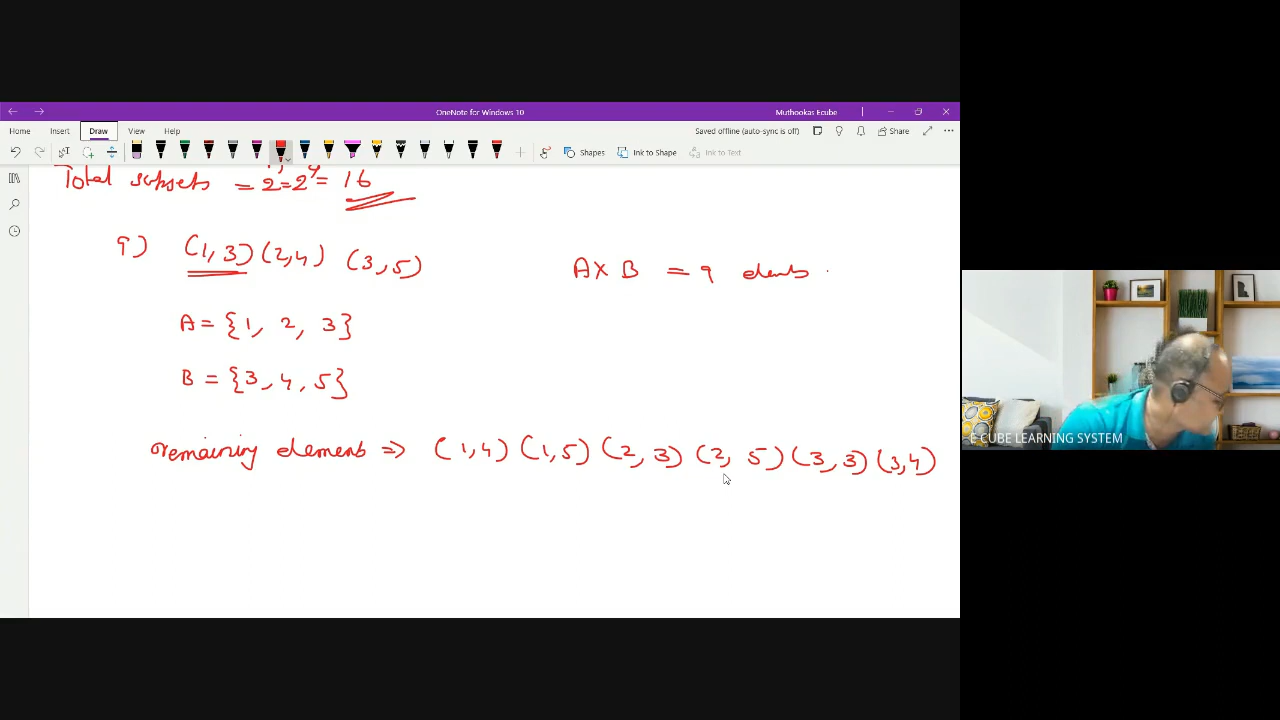 OneNote for Windows 10
Muthookas Ecube
Home Insert Draw View Help
Saved offline (auto-sync is off)
Share
Shapes Ink to Shape Ink to Text
Total subsets = 2 = 2^4 = 16
9) (1, 3) (2, 4) (3, 5)
A X B = 9
A = {1, 2, 3}
B = {3, 4, 5}
remaining element => (1, 4) (1, 5) (2, 3) (2, 5) (3, 3) (3, 4)
E CUBE LEARNING SYSTEM